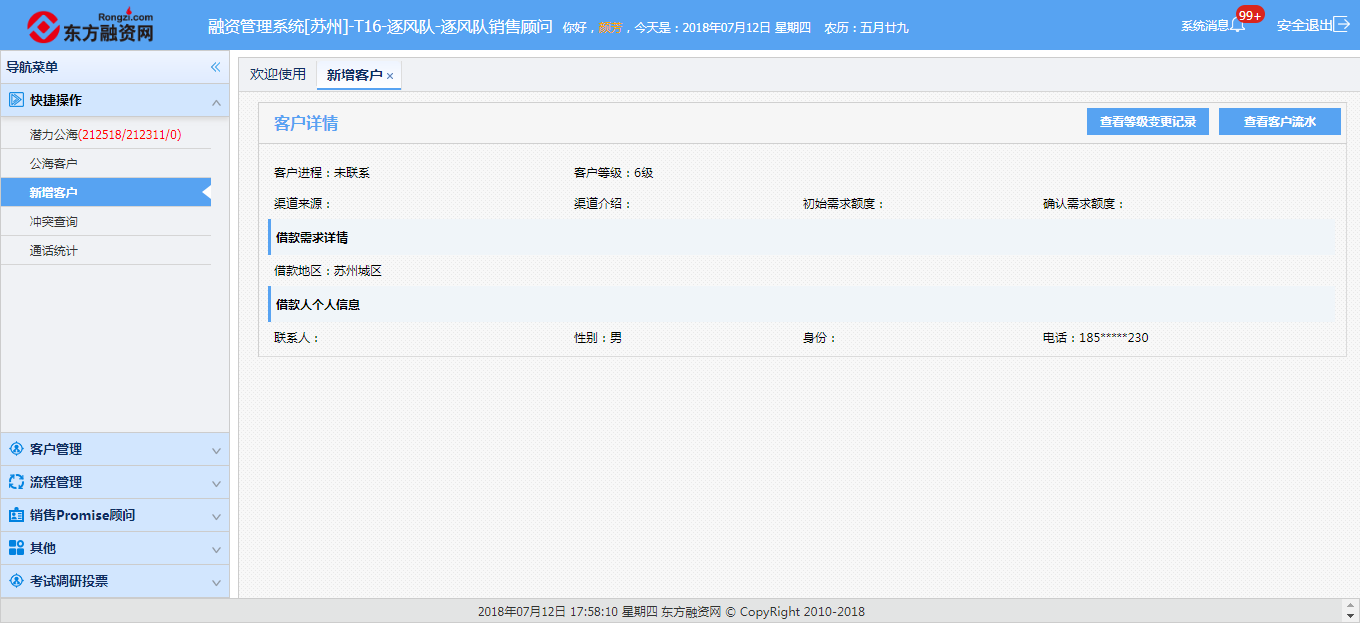 Rongzi.com
东方融资网
融资管理系统[苏州]-T16-逐风队-逐风队销售顾问 你好，颜芳，今天是：2018年07月12日 星期四 农历：五月廿九
系统消息 99+ 安全退出
导航菜单
快捷操作
潜力公海(212518/212311/0)
公海客户
新增客户
冲突查询
通话统计
客户管理
流程管理
销售Promise顾问
其他
考试调研投票
欢迎使用 新增客户 ×
客户详情 查看等级变更记录 查看客户流水
客户进程：未联系 客户等级：6级
渠道来源： 渠道介绍： 初始需求额度： 确认需求额度：
借款需求详情
借款地区：苏州城区
借款人个人信息
联系人： 性别：男 身份： 电话：185*****230
2018年07月12日 17:58:10 星期四 东方融资网 © CopyRight 2010-2018